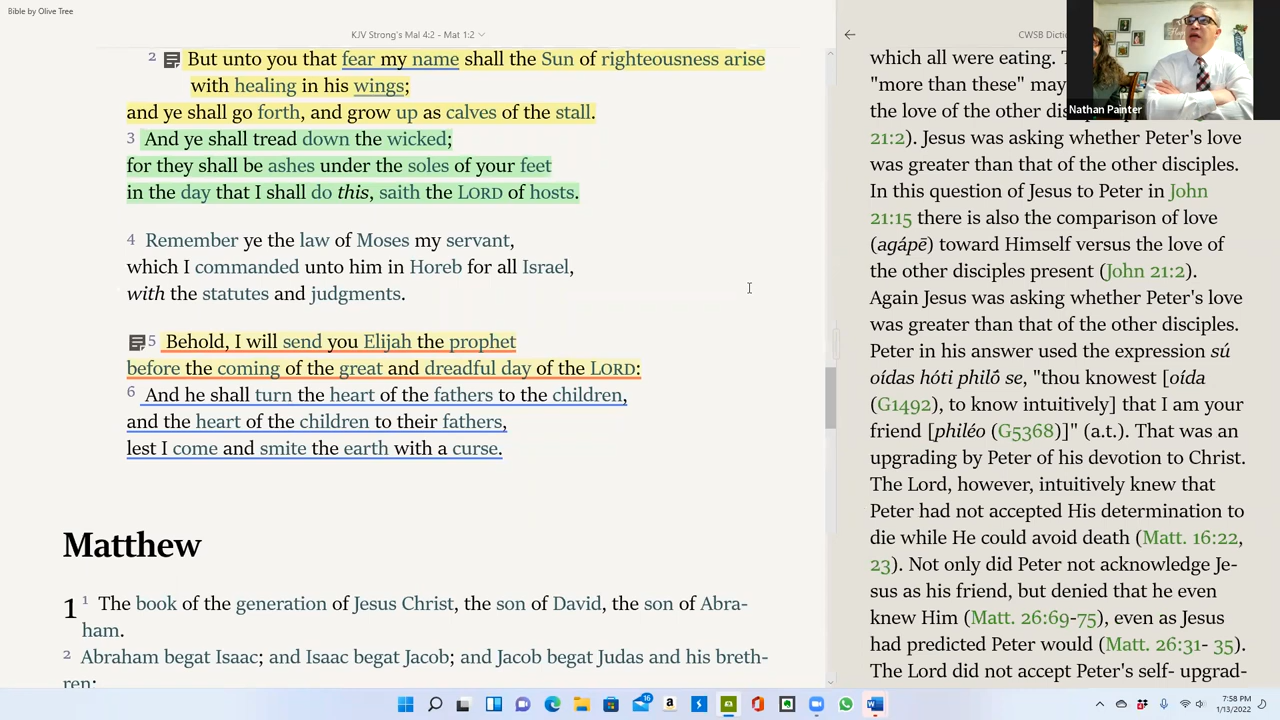 Bible by Olive Tree
KJV Strong's Mal 4:2 - Mat 1:2
2 But unto you that fear my name shall the Sun of righteousness arise
with healing in his wings;
and ye shall go forth, and grow up as calves of the stall.
3 And ye shall tread down the wicked;
for they shall be ashes under the soles of your feet
in the day that I shall do this, saith the LORD of hosts.
4 Remember ye the law of Moses my servant,
which I commanded unto him in Horeb for all Israel,
with the statutes and judgments.
5 Behold, I will send you Elijah the prophet
before the coming of the great and dreadful day of the LORD:
6 And he shall turn the heart of the fathers to the children,
and the heart of the children to their fathers,
lest I come and smite the earth with a curse.
Matthew
1 1 The book of the generation of Jesus Christ, the son of David, the son of Abra-
ham.
2 Abraham begat Isaac; and Isaac begat Jacob; and Jacob begat Judas and his breth-
ren;
CWSB
which all were eating.
"more than these" may
the love of the other
Nathan Painter
21:2). Jesus was asking whether Peter's love
was greater than that of the other disciples.
In this question of Jesus to Peter in John
21:15 there is also the comparison of love
(agápē) toward Himself versus the love of
the other disciples present (John 21:2).
Again Jesus was asking whether Peter's love
was greater than that of the other disciples.
Peter in his answer used the expression sú
oídas hóti philṓ se, "thou knowest [oída
(G1492), to know intuitively] that I am your
friend [philéo (G5368)]" (a.t.). That was an
upgrading by Peter of his devotion to Christ.
The Lord, however, intuitively knew that
Peter had not accepted His determination to
die while He could avoid death (Matt. 16:22,
23). Not only did Peter not acknowledge Je-
sus as his friend, but denied that he even
knew Him (Matt. 26:69-75), even as Jesus
had predicted Peter would (Matt. 26:31- 35).
The Lord did not accept Peter's self- upgrad-
16
7:58 PM
1/13/2022